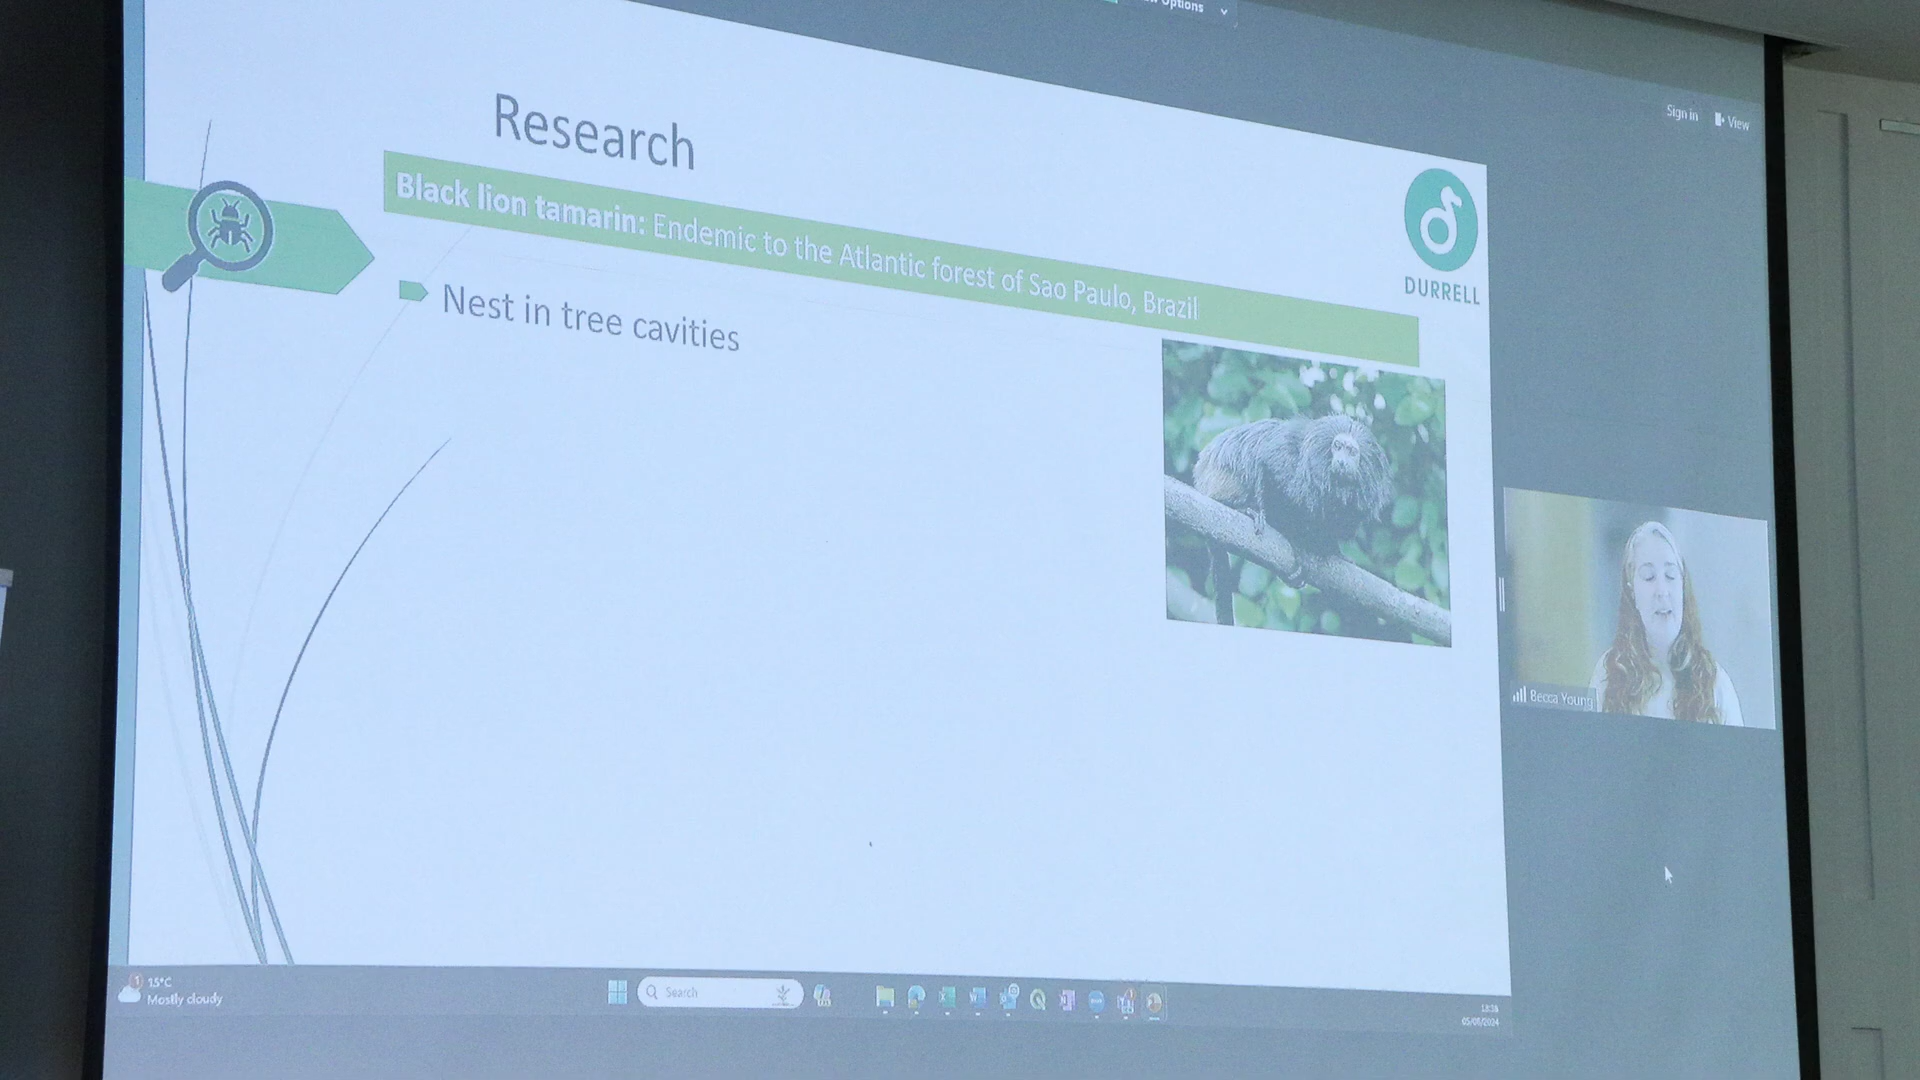 Options
Sign in
View
Research
Black lion tamarin: Endemic to the Atlantic forest of Sao Paulo, Brazil
DURRELL
Nest in tree cavities
Becca Young
1
15°C
Mostly cloudy
Search